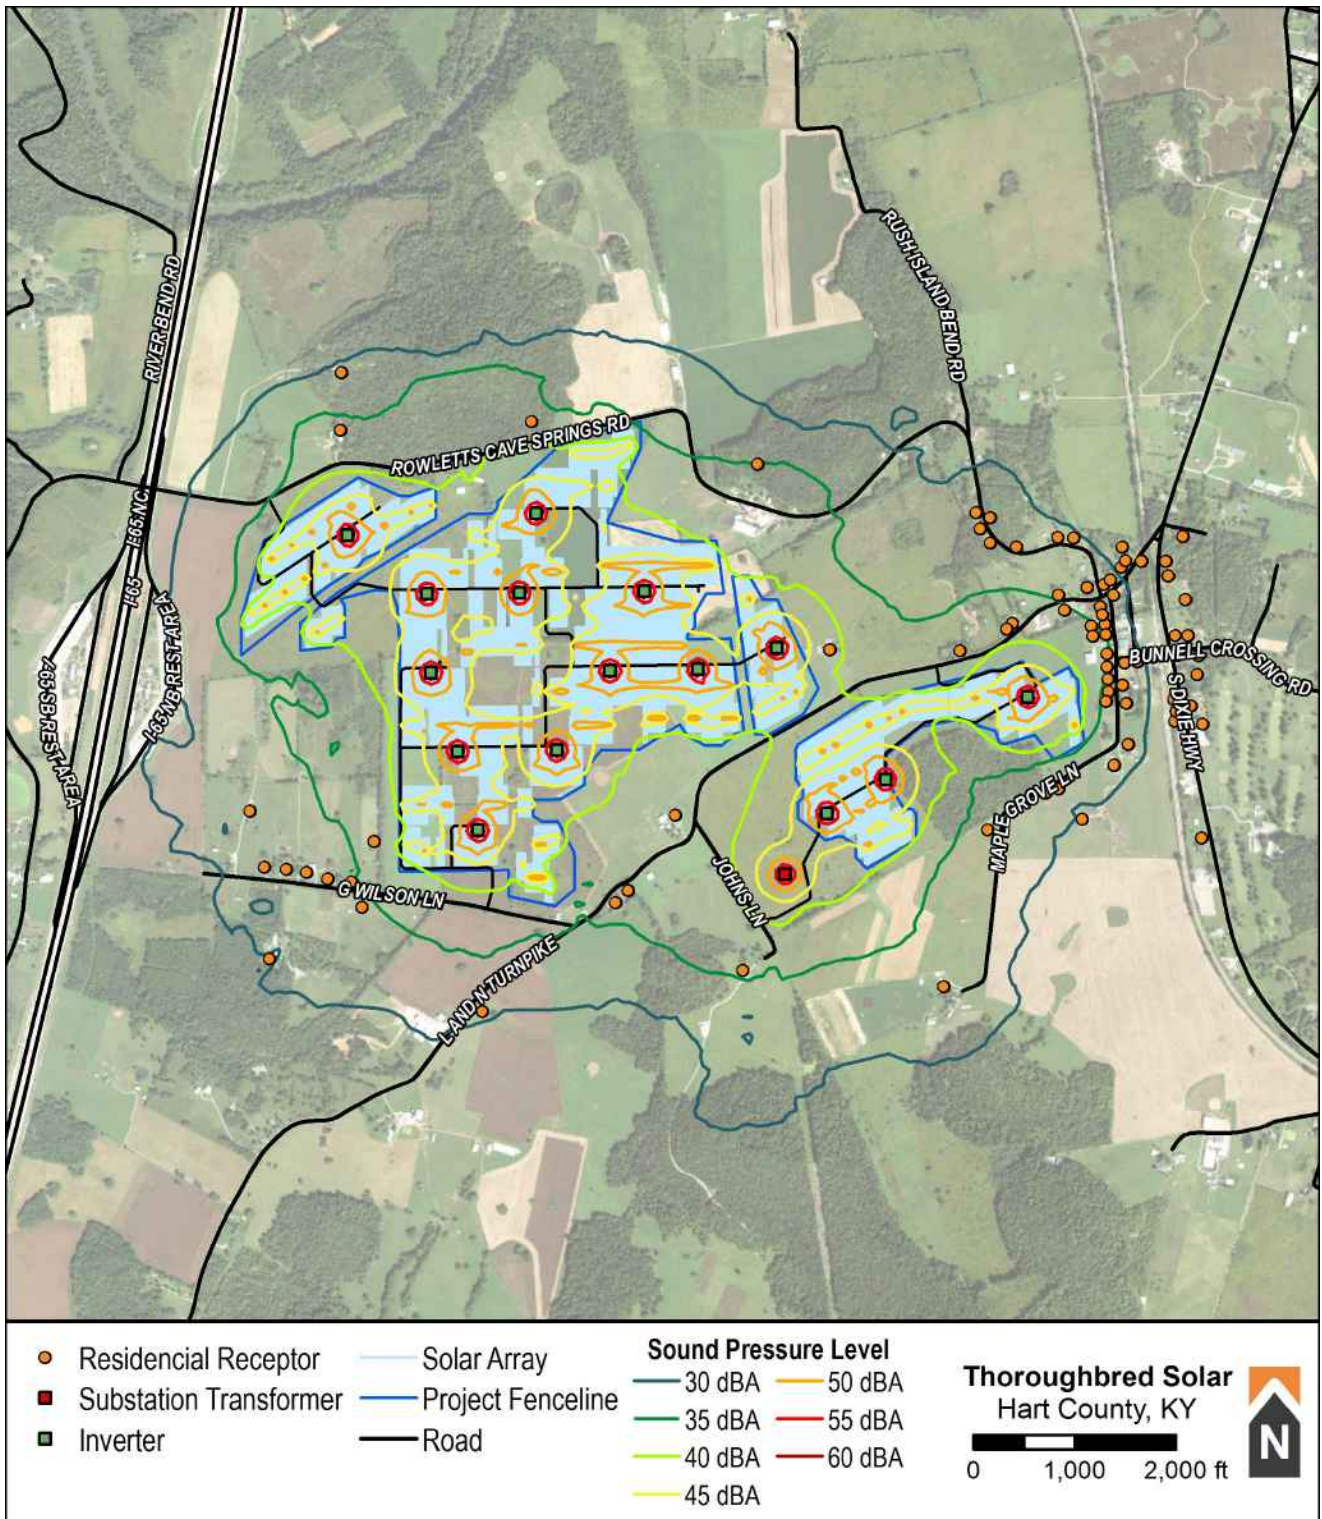 RUSH ISLAND BEND RD
RIVER BEND RD
ROWLETTS CAVE SPRINGS RD
I-65 NC
I-65
I-65 NB REST AREA
I-65 SB REST AREA
BUNNELL CROSSING RD
S DIXIE HWY
MAPLE GROVE LN
JOHNS LN
G WILSON LN
L AND N TURNPIKE
Residencial Receptor
Substation Transformer
Inverter
Solar Array
Project Fenceline
Road
Sound Pressure Level
30 dBA
35 dBA
40 dBA
45 dBA
50 dBA
55 dBA
60 dBA
Thoroughbred Solar
Hart County, KY
0 1,000 2,000 ft
N